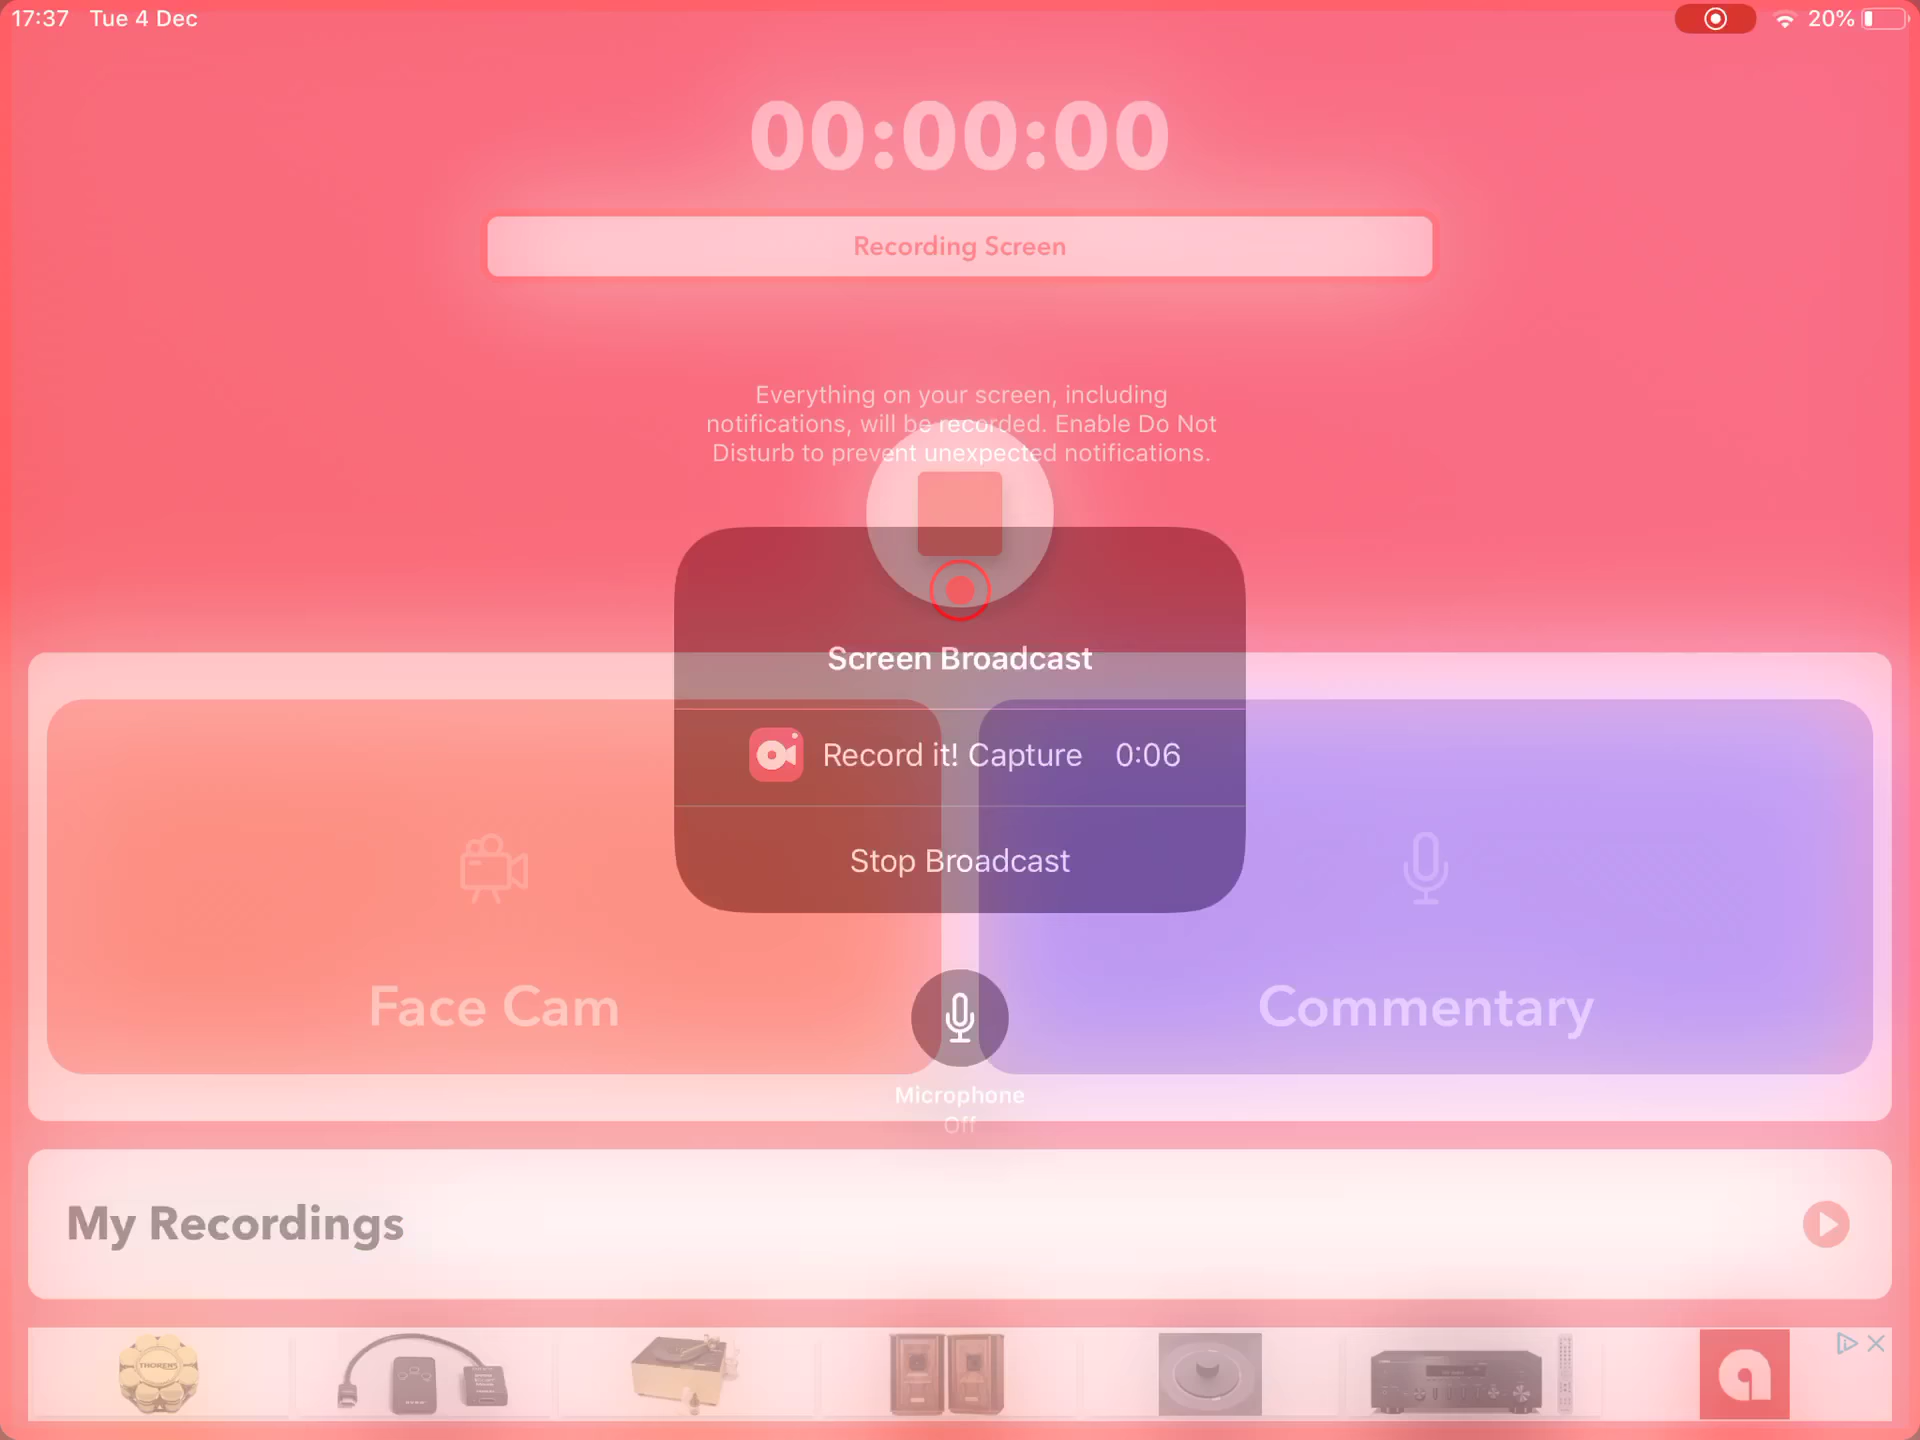 17:37 Tue 4 Dec
20%
00:00:00
Recording Screen
Everything on your screen, including
notifications, will be recorded. Enable Do Not
Disturb to prevent unexpected notifications.
Screen Broadcast
Record it! Capture 0:06
Stop Broadcast
Face Cam
Commentary
Microphone
Off
My Recordings
THORENS